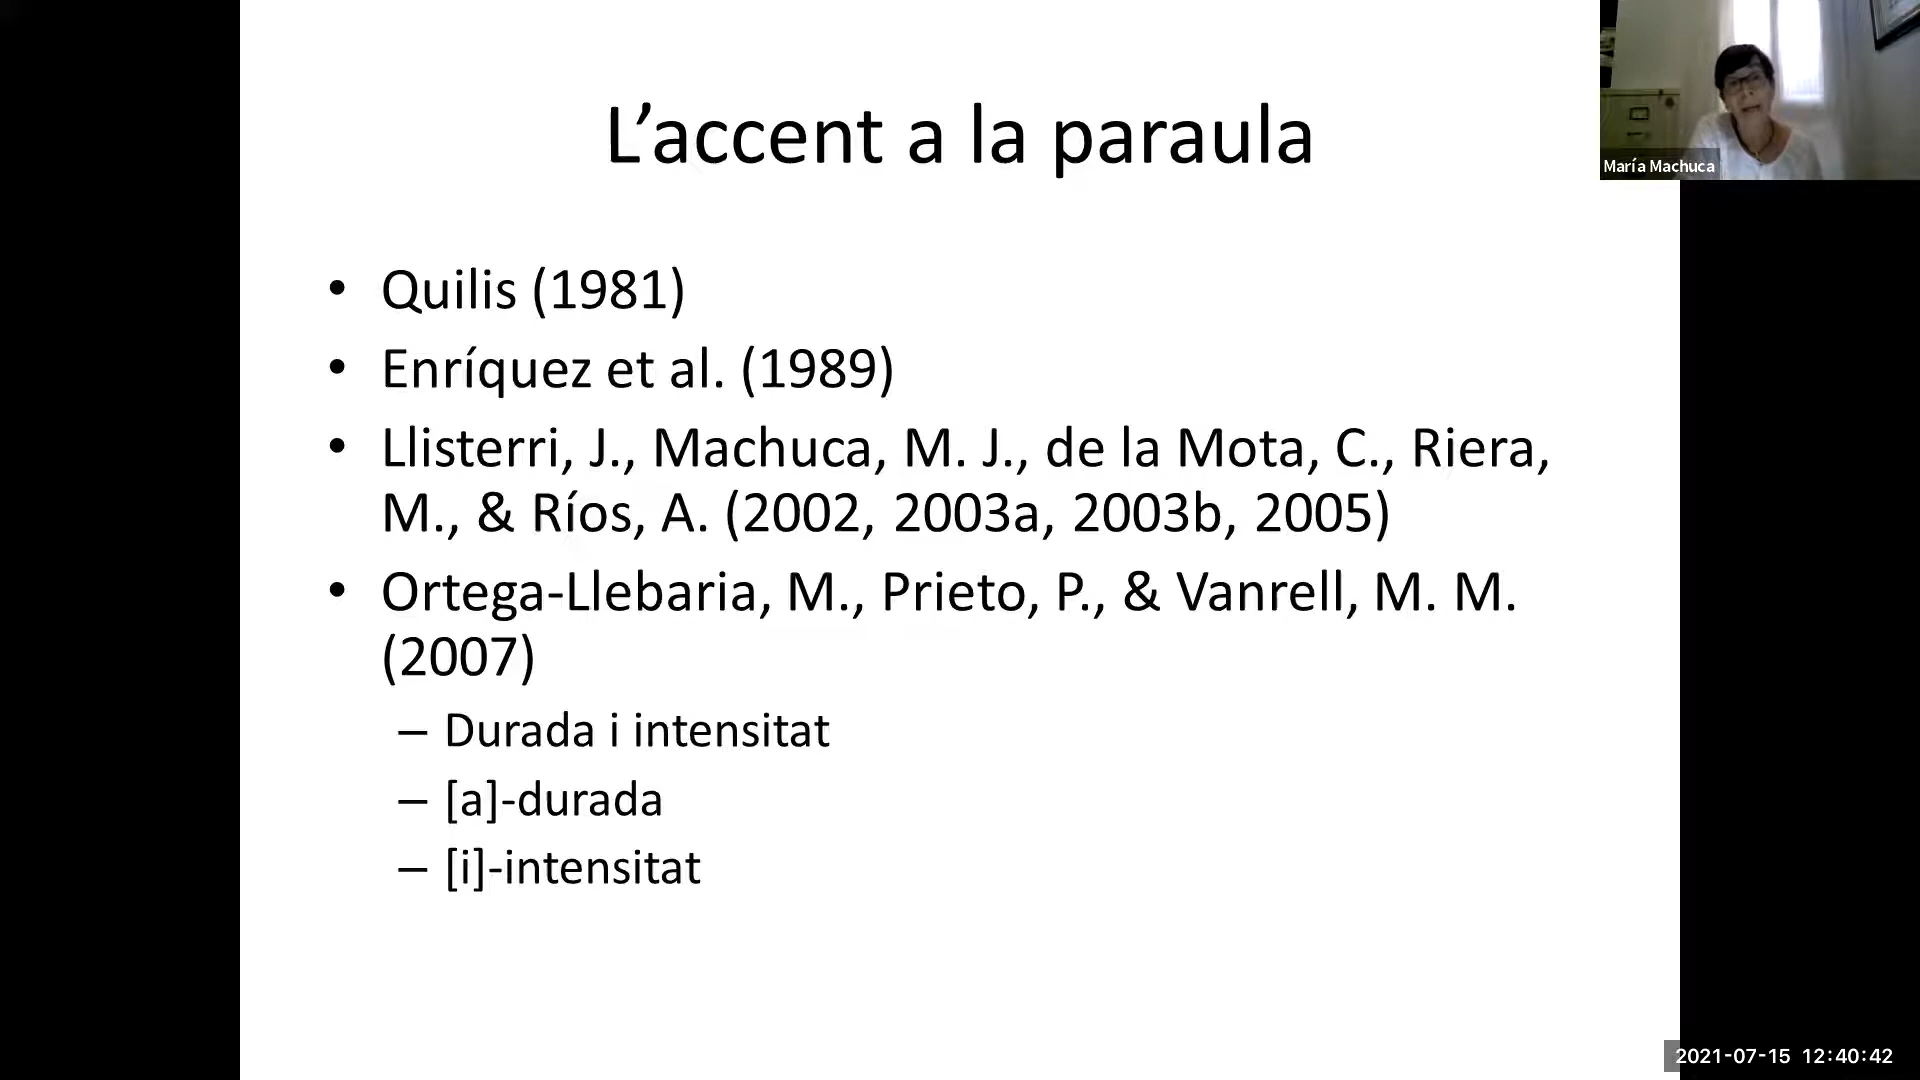 L’accent a la paraula
María Machuca
• Quilis (1981)
• Enríquez et al. (1989)
• Llisterri, J., Machuca, M. J., de la Mota, C., Riera,
M., & Ríos, A. (2002, 2003a, 2003b, 2005)
• Ortega-Llebaria, M., Prieto, P., & Vanrell, M. M.
(2007)
– Durada i intensitat
– [a]-durada
– [i]-intensitat
2021-07-15 12:40:42